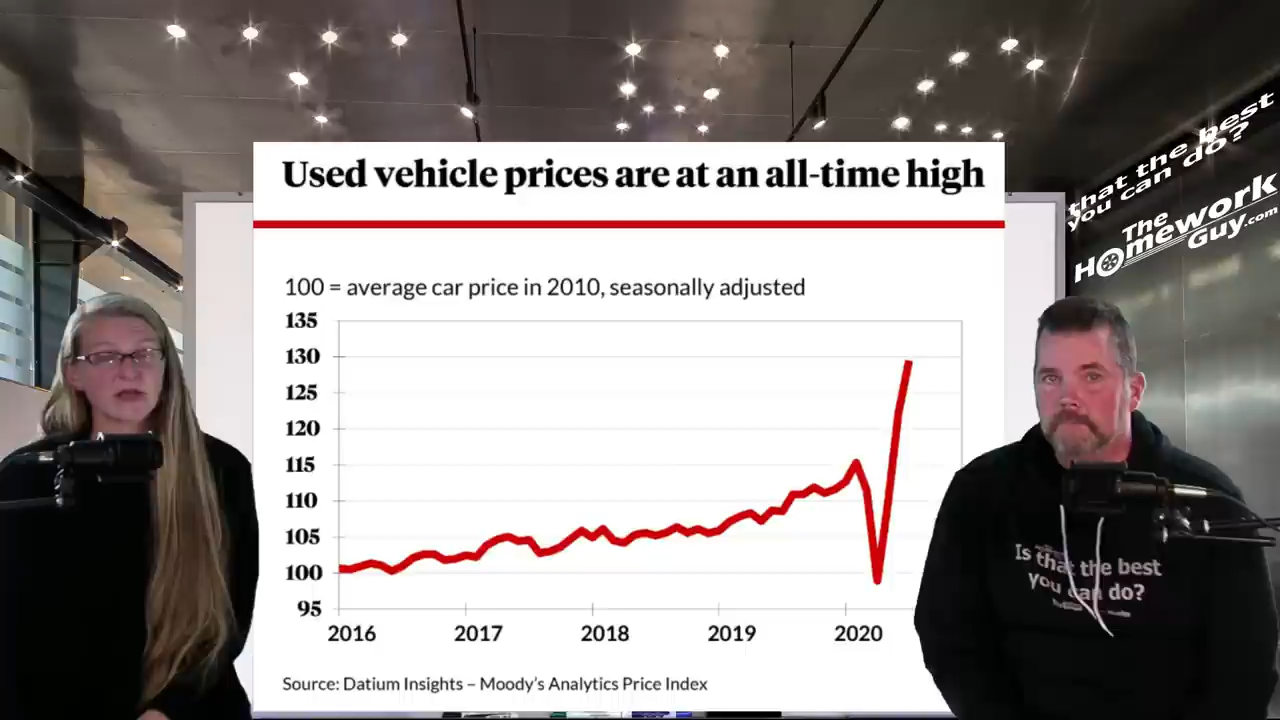 Used vehicle prices are at an all-time high
100 = average car price in 2010, seasonally adjusted
135
130
125
120
115
110
105
100
95
2016 2017 2018 2019 2020
Source: Datium Insights – Moody's Analytics Price Index
that the best
you can do?
The
Homework
Guy.com
Is that the best
you can do?